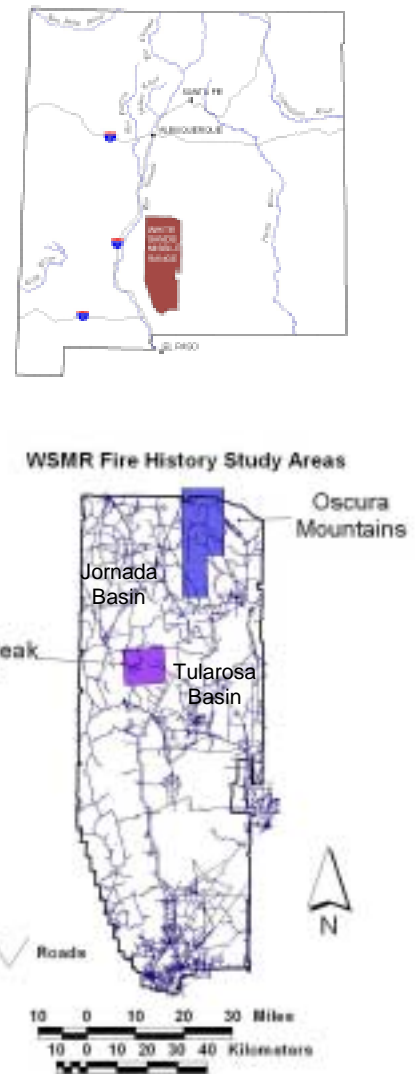 SANTA FE
ALBUQUERQUE
WHITE
SANDS
MISSILE
RANGE
EL PASO
WSMR Fire History Study Areas
Oscura
Mountains
Jornada
Basin
eak
Tularosa
Basin
N
Roads
10 0 10 20 30 Miles
10 0 10 20 30 40 Kilometers